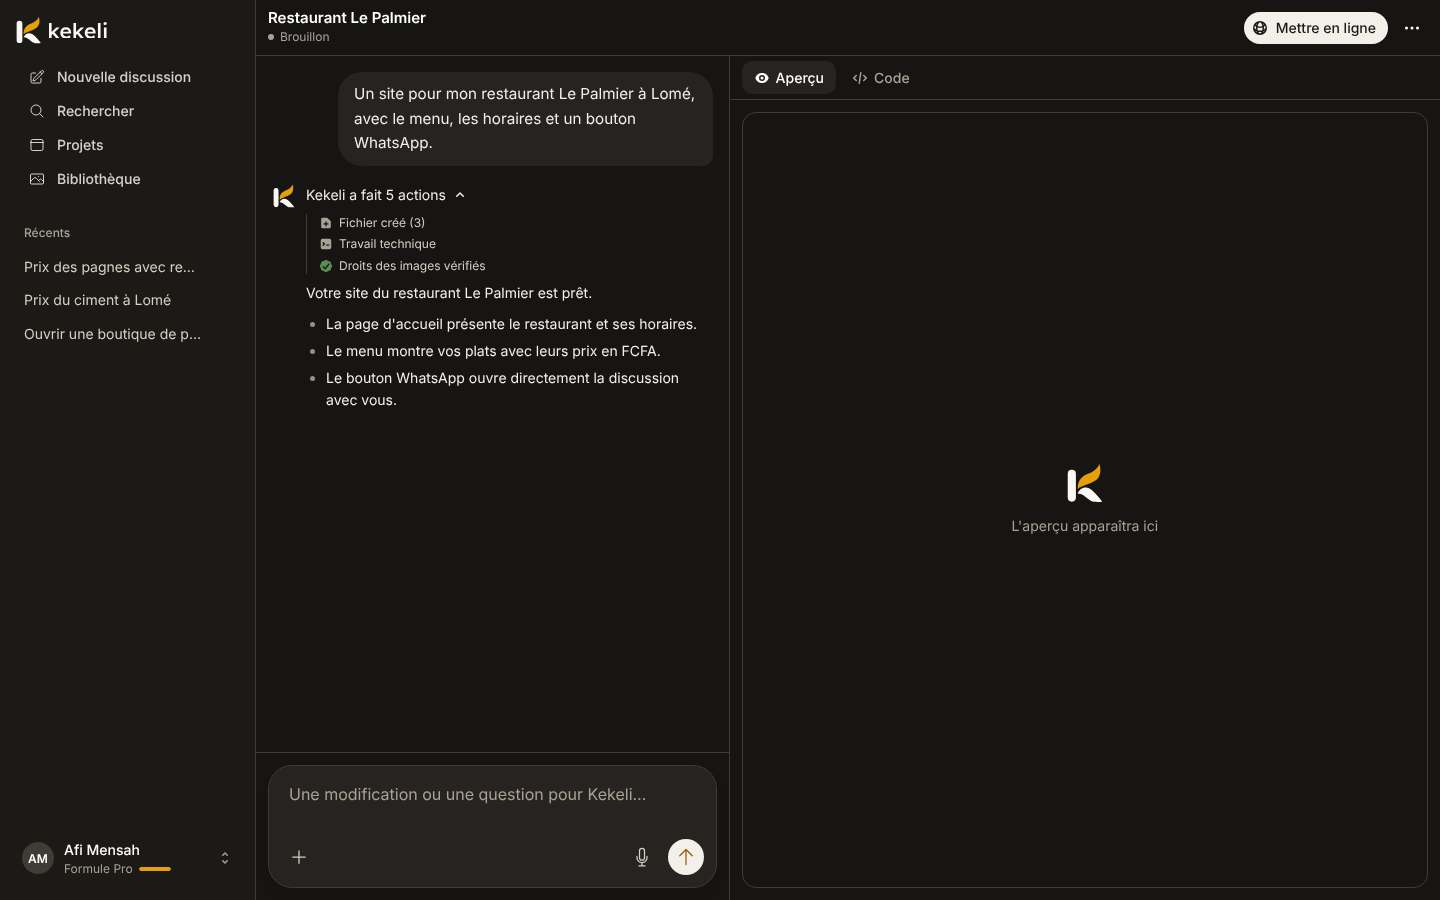 kekeli
Nouvelle discussion
Rechercher
Projets
Bibliothèque
Récents
Prix des pagnes avec re...
Prix du ciment à Lomé
Ouvrir une boutique de p...
AM
Afi Mensah
Formule Pro
Restaurant Le Palmier
Brouillon
Mettre en ligne
Un site pour mon restaurant Le Palmier à Lomé,
avec le menu, les horaires et un bouton
WhatsApp.
Kekeli a fait 5 actions
Fichier créé (3)
Travail technique
Droits des images vérifiés
Votre site du restaurant Le Palmier est prêt.
La page d'accueil présente le restaurant et ses horaires.
Le menu montre vos plats avec leurs prix en FCFA.
Le bouton WhatsApp ouvre directement la discussion
avec vous.
Une modification ou une question pour Kekeli...
Aperçu
Code
L'aperçu apparaîtra ici